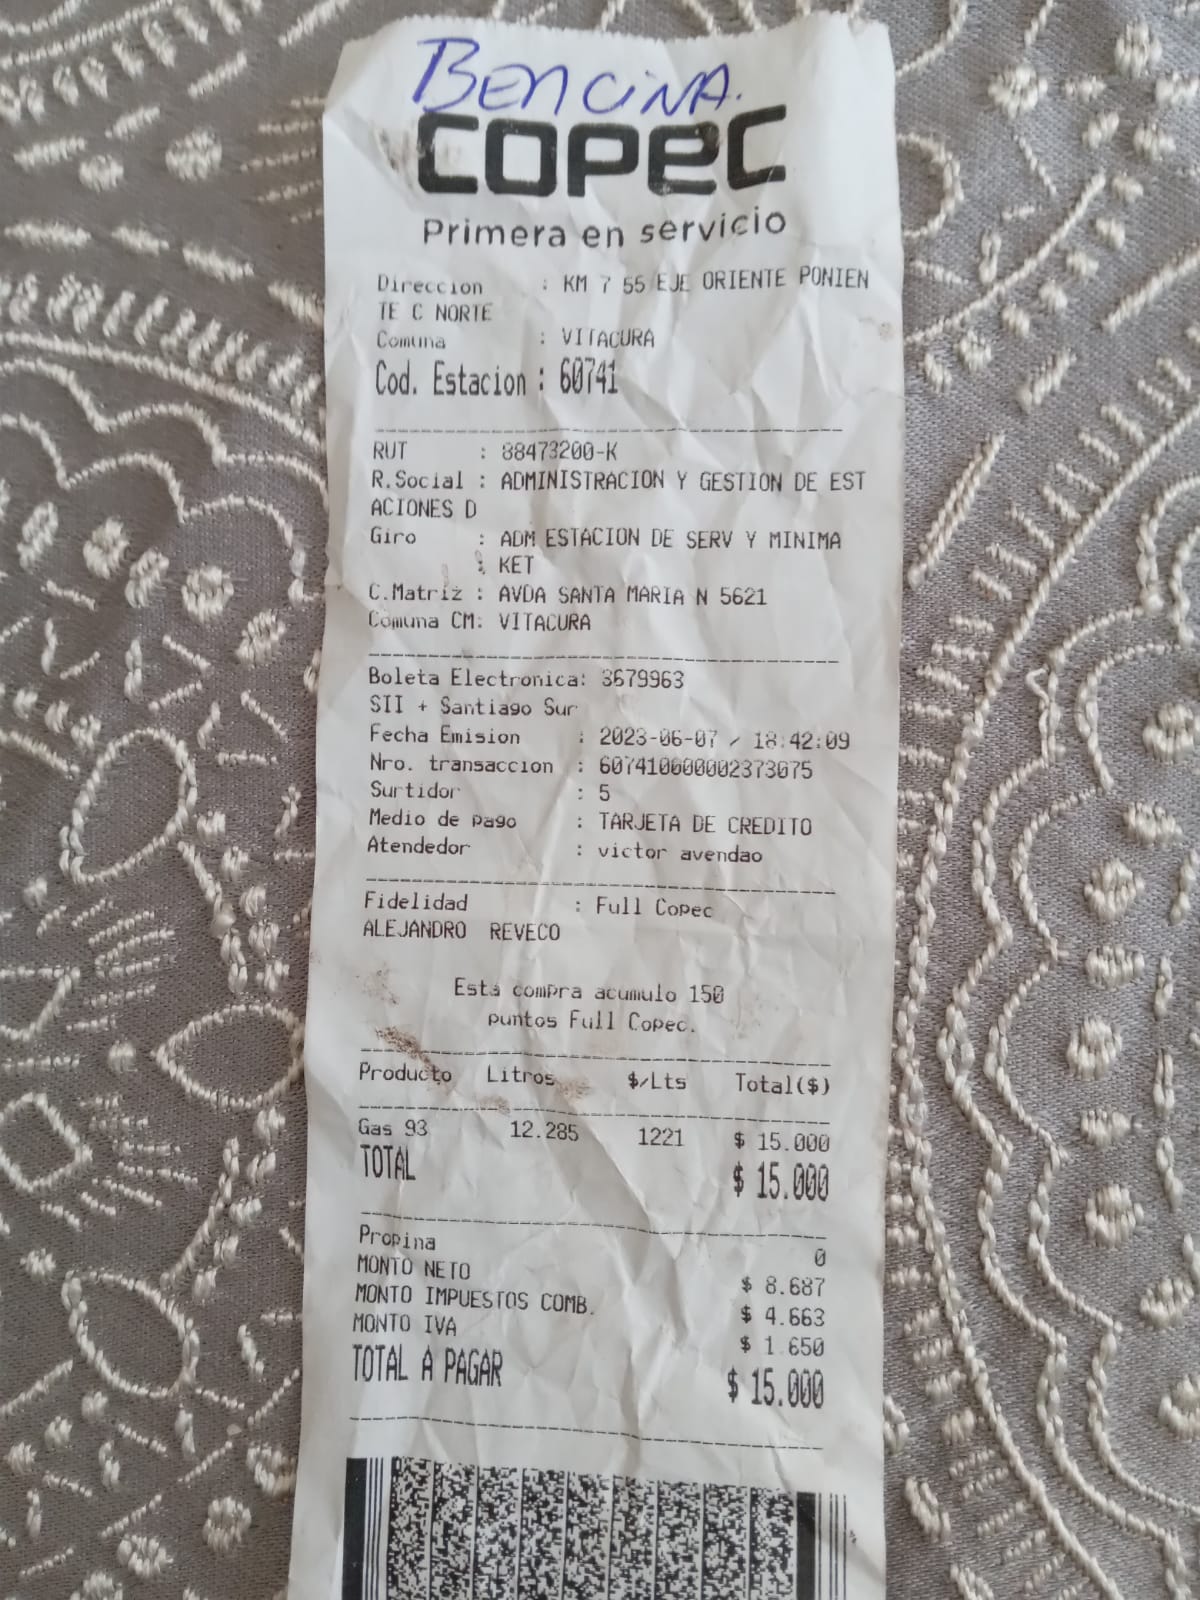 BENCINA.
COPEC
Primera en servicio
Direccion : KM 7 55 EJE ORIENTE PONIEN
TE C NORTE
Comuna : VITACURA
Cod. Estacion : 60741
RUT : 88473200-K
R.Social : ADMINISTRACION Y GESTION DE EST
ACIONES D
Giro : ADM ESTACION DE SERV Y MINIMA
: KET
C.Matriz : AVDA SANTA MARIA N 5621
Comuna CM: VITACURA
Boleta Electronica: 3679963
SII + Santiago Sur
Fecha Emision : 2023-06-07 / 18:42:09
Nro. transaccion : 607410600002373075
Surtidor : 5
Medio de pago : TARJETA DE CREDITO
Atendedor : victor avendao
Fidelidad : Full Copec
ALEJANDRO REVECO
Esta compra acumulo 150
puntos Full Copec.
Producto Litros $/Lts Total($)
Gas 93 12.285 1221 $ 15.000
TOTAL $ 15.000
Propina 0
MONTO NETO $ 8.687
MONTO IMPUESTOS COMB. $ 4.663
MONTO IVA $ 1.650
TOTAL A PAGAR $ 15.000